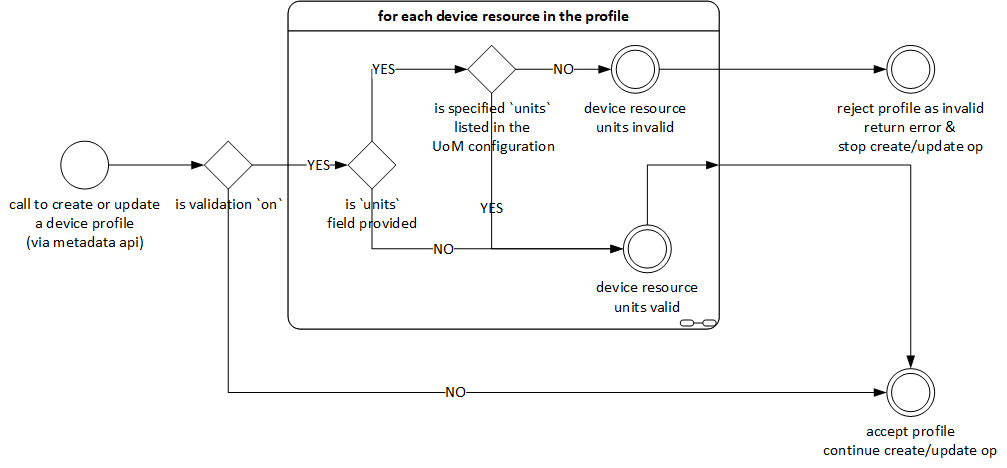 for each device resource in the profile
YES
NO
is specified `units`
listed in the
UoM configuration
device resource
units invalid
reject profile as invalid
return error &
stop create/update op
call to create or update
a device profile
(via metadata api)
is validation `on`
YES
is `units`
field provided
YES
NO
device resource
units valid
NO
accept profile
continue create/update op